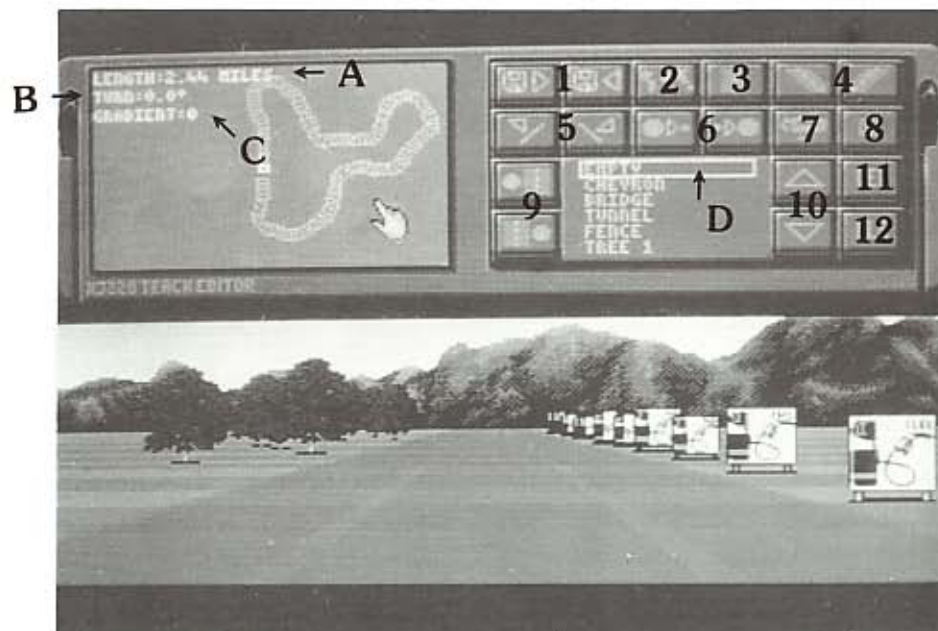 LENGTH:2.44 MILES
A
B
TURN:0.0°
GRADIENT:0
C
1
2
3
4
5
6
7
8
9
EMPTY
CHEVRON
BRIDGE
TUNNEL
FENCE
TREE 1
D
10
11
12
XJ220 TRACK EDITOR